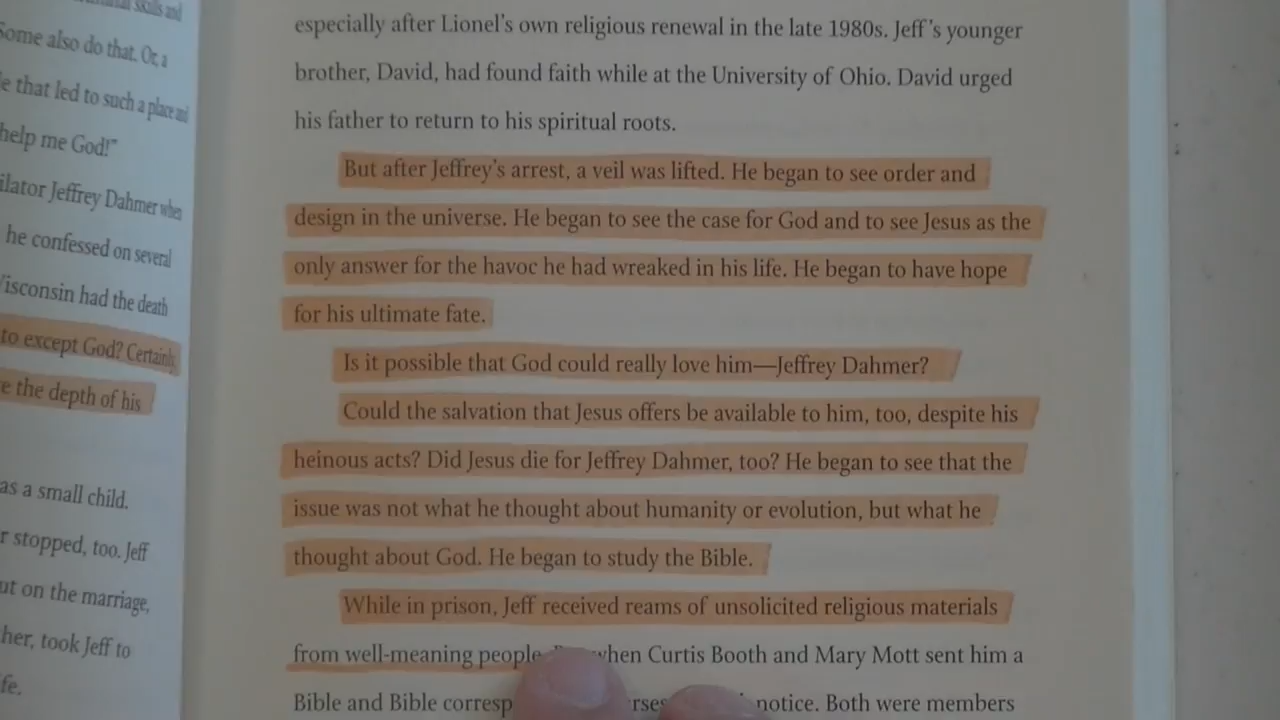 skills and
Some also do that. Or, a
that led to such a place and
help me God!"
Jeffrey Dahmer when
he confessed on several
had the death
to except God? Certainly,
the depth of his
as a small child.
stopped, too. Jeff
on the marriage,
took Jeff to
especially after Lionel's own religious renewal in the late 1980s. Jeff's younger
brother, David, had found faith while at the University of Ohio. David urged
his father to return to his spiritual roots.
But after Jeffrey's arrest, a veil was lifted. He began to see order and
design in the universe. He began to see the case for God and to see Jesus as the
only answer for the havoc he had wreaked in his life. He began to have hope
for his ultimate fate.
Is it possible that God could really love him—Jeffrey Dahmer?
Could the salvation that Jesus offers be available to him, too, despite his
heinous acts? Did Jesus die for Jeffrey Dahmer, too? He began to see that the
issue was not what he thought about humanity or evolution, but what he
thought about God. He began to study the Bible.
While in prison, Jeff received reams of unsolicited religious materials
from well-meaning people when Curtis Booth and Mary Mott sent him a
Bible and Bible notice. Both were members